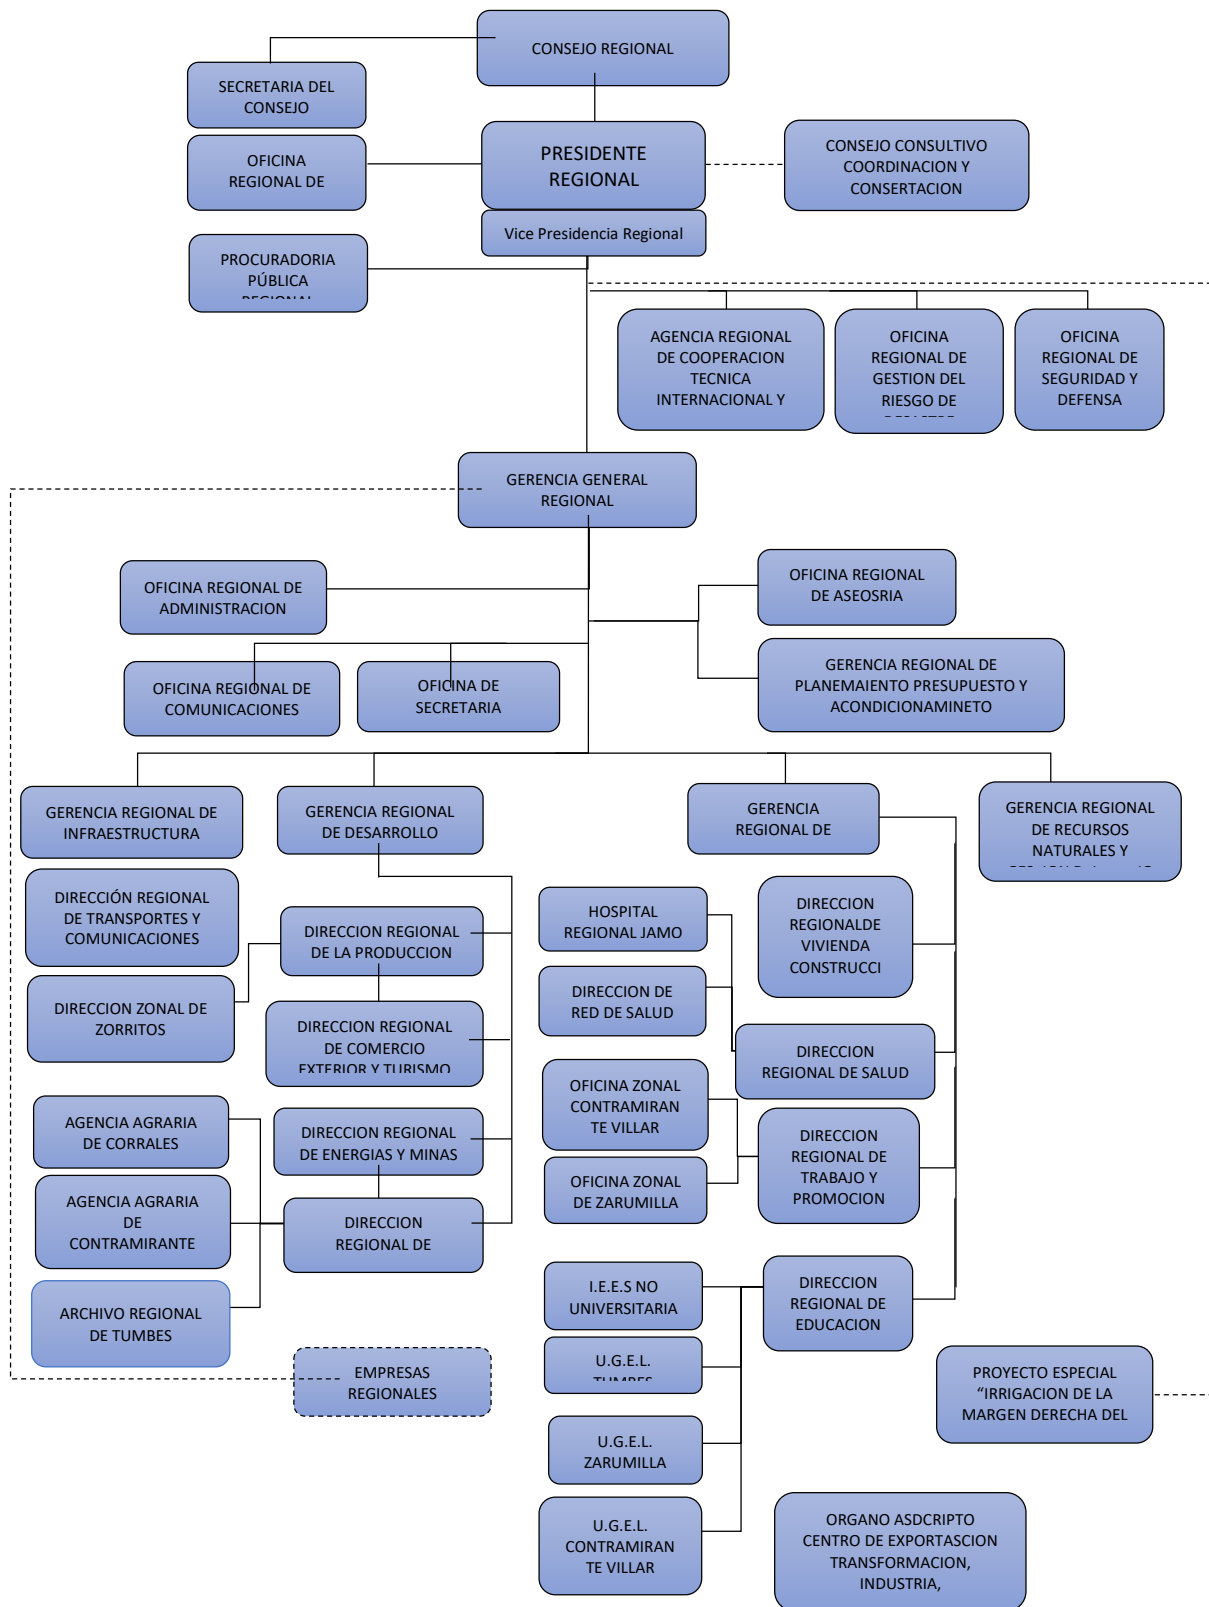 CONSEJO REGIONAL
SECRETARIA DEL
CONSEJO
OFICINA
REGIONAL DE
PRESIDENTE
REGIONAL
CONSEJO CONSULTIVO
COORDINACION Y
CONSERTACION
Vice Presidencia Regional
PROCURADORIA
PÚBLICA
REGIONAL
AGENCIA REGIONAL
DE COOPERACION
TECNICA
INTERNACIONAL Y
OFICINA
REGIONAL DE
GESTION DEL
RIESGO DE
DESASTRE
OFICINA
REGIONAL DE
SEGURIDAD Y
DEFENSA
GERENCIA GENERAL
REGIONAL
OFICINA REGIONAL DE
ADMINISTRACION
OFICINA REGIONAL
DE ASEOSRIA
OFICINA REGIONAL DE
COMUNICACIONES
OFICINA DE
SECRETARIA
GERENCIA REGIONAL DE
PLANEMAIENTO PRESUPUESTO Y
ACONDICIONAMINETO
GERENCIA REGIONAL DE
INFRAESTRUCTURA
GERENCIA REGIONAL
DE DESARROLLO
GERENCIA
REGIONAL DE
GERENCIA REGIONAL
DE RECURSOS
NATURALES Y
DIRECCIÓN REGIONAL
DE TRANSPORTES Y
COMUNICACIONES
DIRECCION REGIONAL
DE LA PRODUCCION
HOSPITAL
REGIONAL JAMO
DIRECCION
REGIONALDE
VIVIENDA
CONSTRUCCI
DIRECCION ZONAL DE
ZORRITOS
DIRECCION REGIONAL
DE COMERCIO
EXTERIOR Y TURISMO
DIRECCION DE
RED DE SALUD
DIRECCION
REGIONAL DE SALUD
OFICINA ZONAL
CONTRAMIRAN
TE VILLAR
AGENCIA AGRARIA
DE CORRALES
DIRECCION REGIONAL
DE ENERGIAS Y MINAS
OFICINA ZONAL
DE ZARUMILLA
DIRECCION
REGIONAL DE
TRABAJO Y
PROMOCION
AGENCIA AGRARIA
DE
CONTRAMIRANTE
DIRECCION
REGIONAL DE
ARCHIVO REGIONAL
DE TUMBES
I.E.E.S NO
UNIVERSITARIA
DIRECCION
REGIONAL DE
EDUCACION
EMPRESAS
REGIONALES
U.G.E.L.
TUMBES
PROYECTO ESPECIAL
“IRRIGACION DE LA
MARGEN DERECHA DEL
U.G.E.L.
ZARUMILLA
U.G.E.L.
CONTRAMIRAN
TE VILLAR
ORGANO ASDCRIPTO
CENTRO DE EXPORTASCION
TRANSFORMACION,
INDUSTRIA,